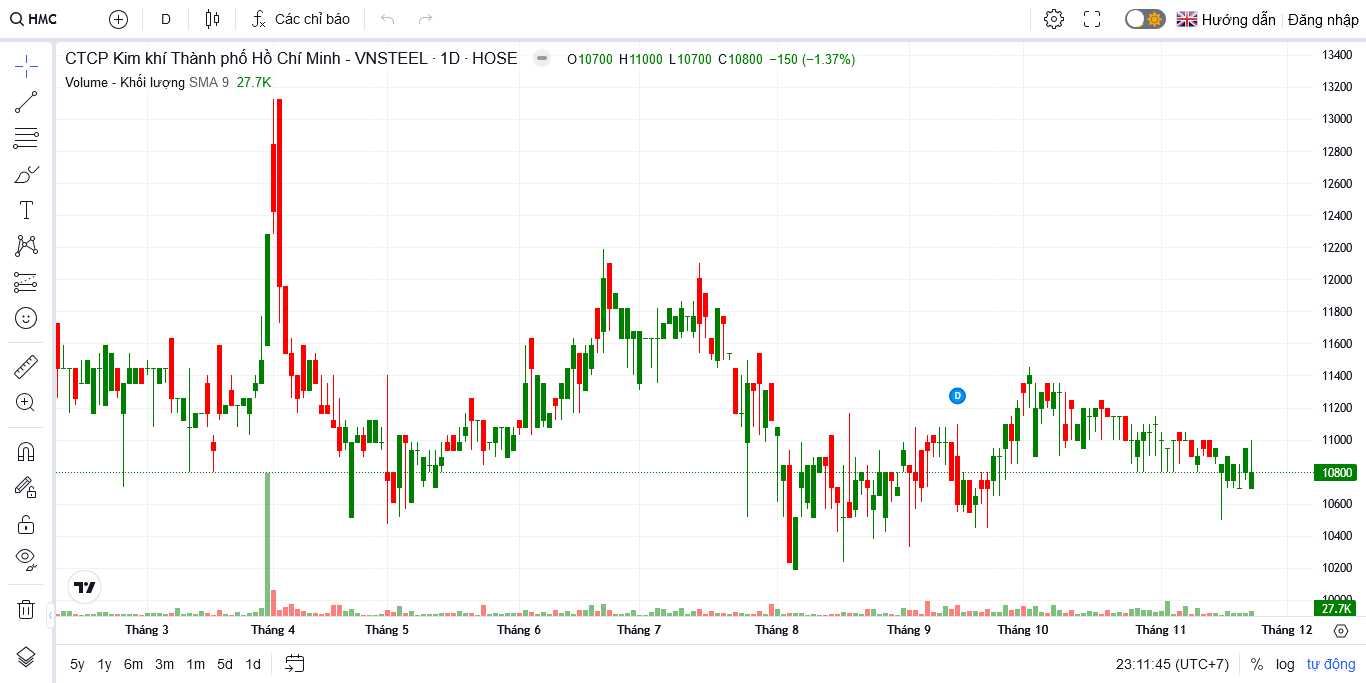 HMC D Các chỉ báo Hướng dẫn Đăng nhập
CTCP Kim khí Thành phố Hồ Chí Minh - VNSTEEL · 1D · HOSE O10700 H11000 L10700 C10800 −150 (−1.37%)
Volume - Khối lượng SMA 9 27.7K
13400
13200
13000
12800
12600
12400
12200
12000
11800
11600
11400
11200
11000
10800
10600
10400
10200
10000
27.7K
D
Tháng 3 Tháng 4 Tháng 5 Tháng 6 Tháng 7 Tháng 8 Tháng 9 Tháng 10 Tháng 11 Tháng 12
5y 1y 6m 3m 1m 5d 1d 23:11:45 (UTC+7) % log tự động